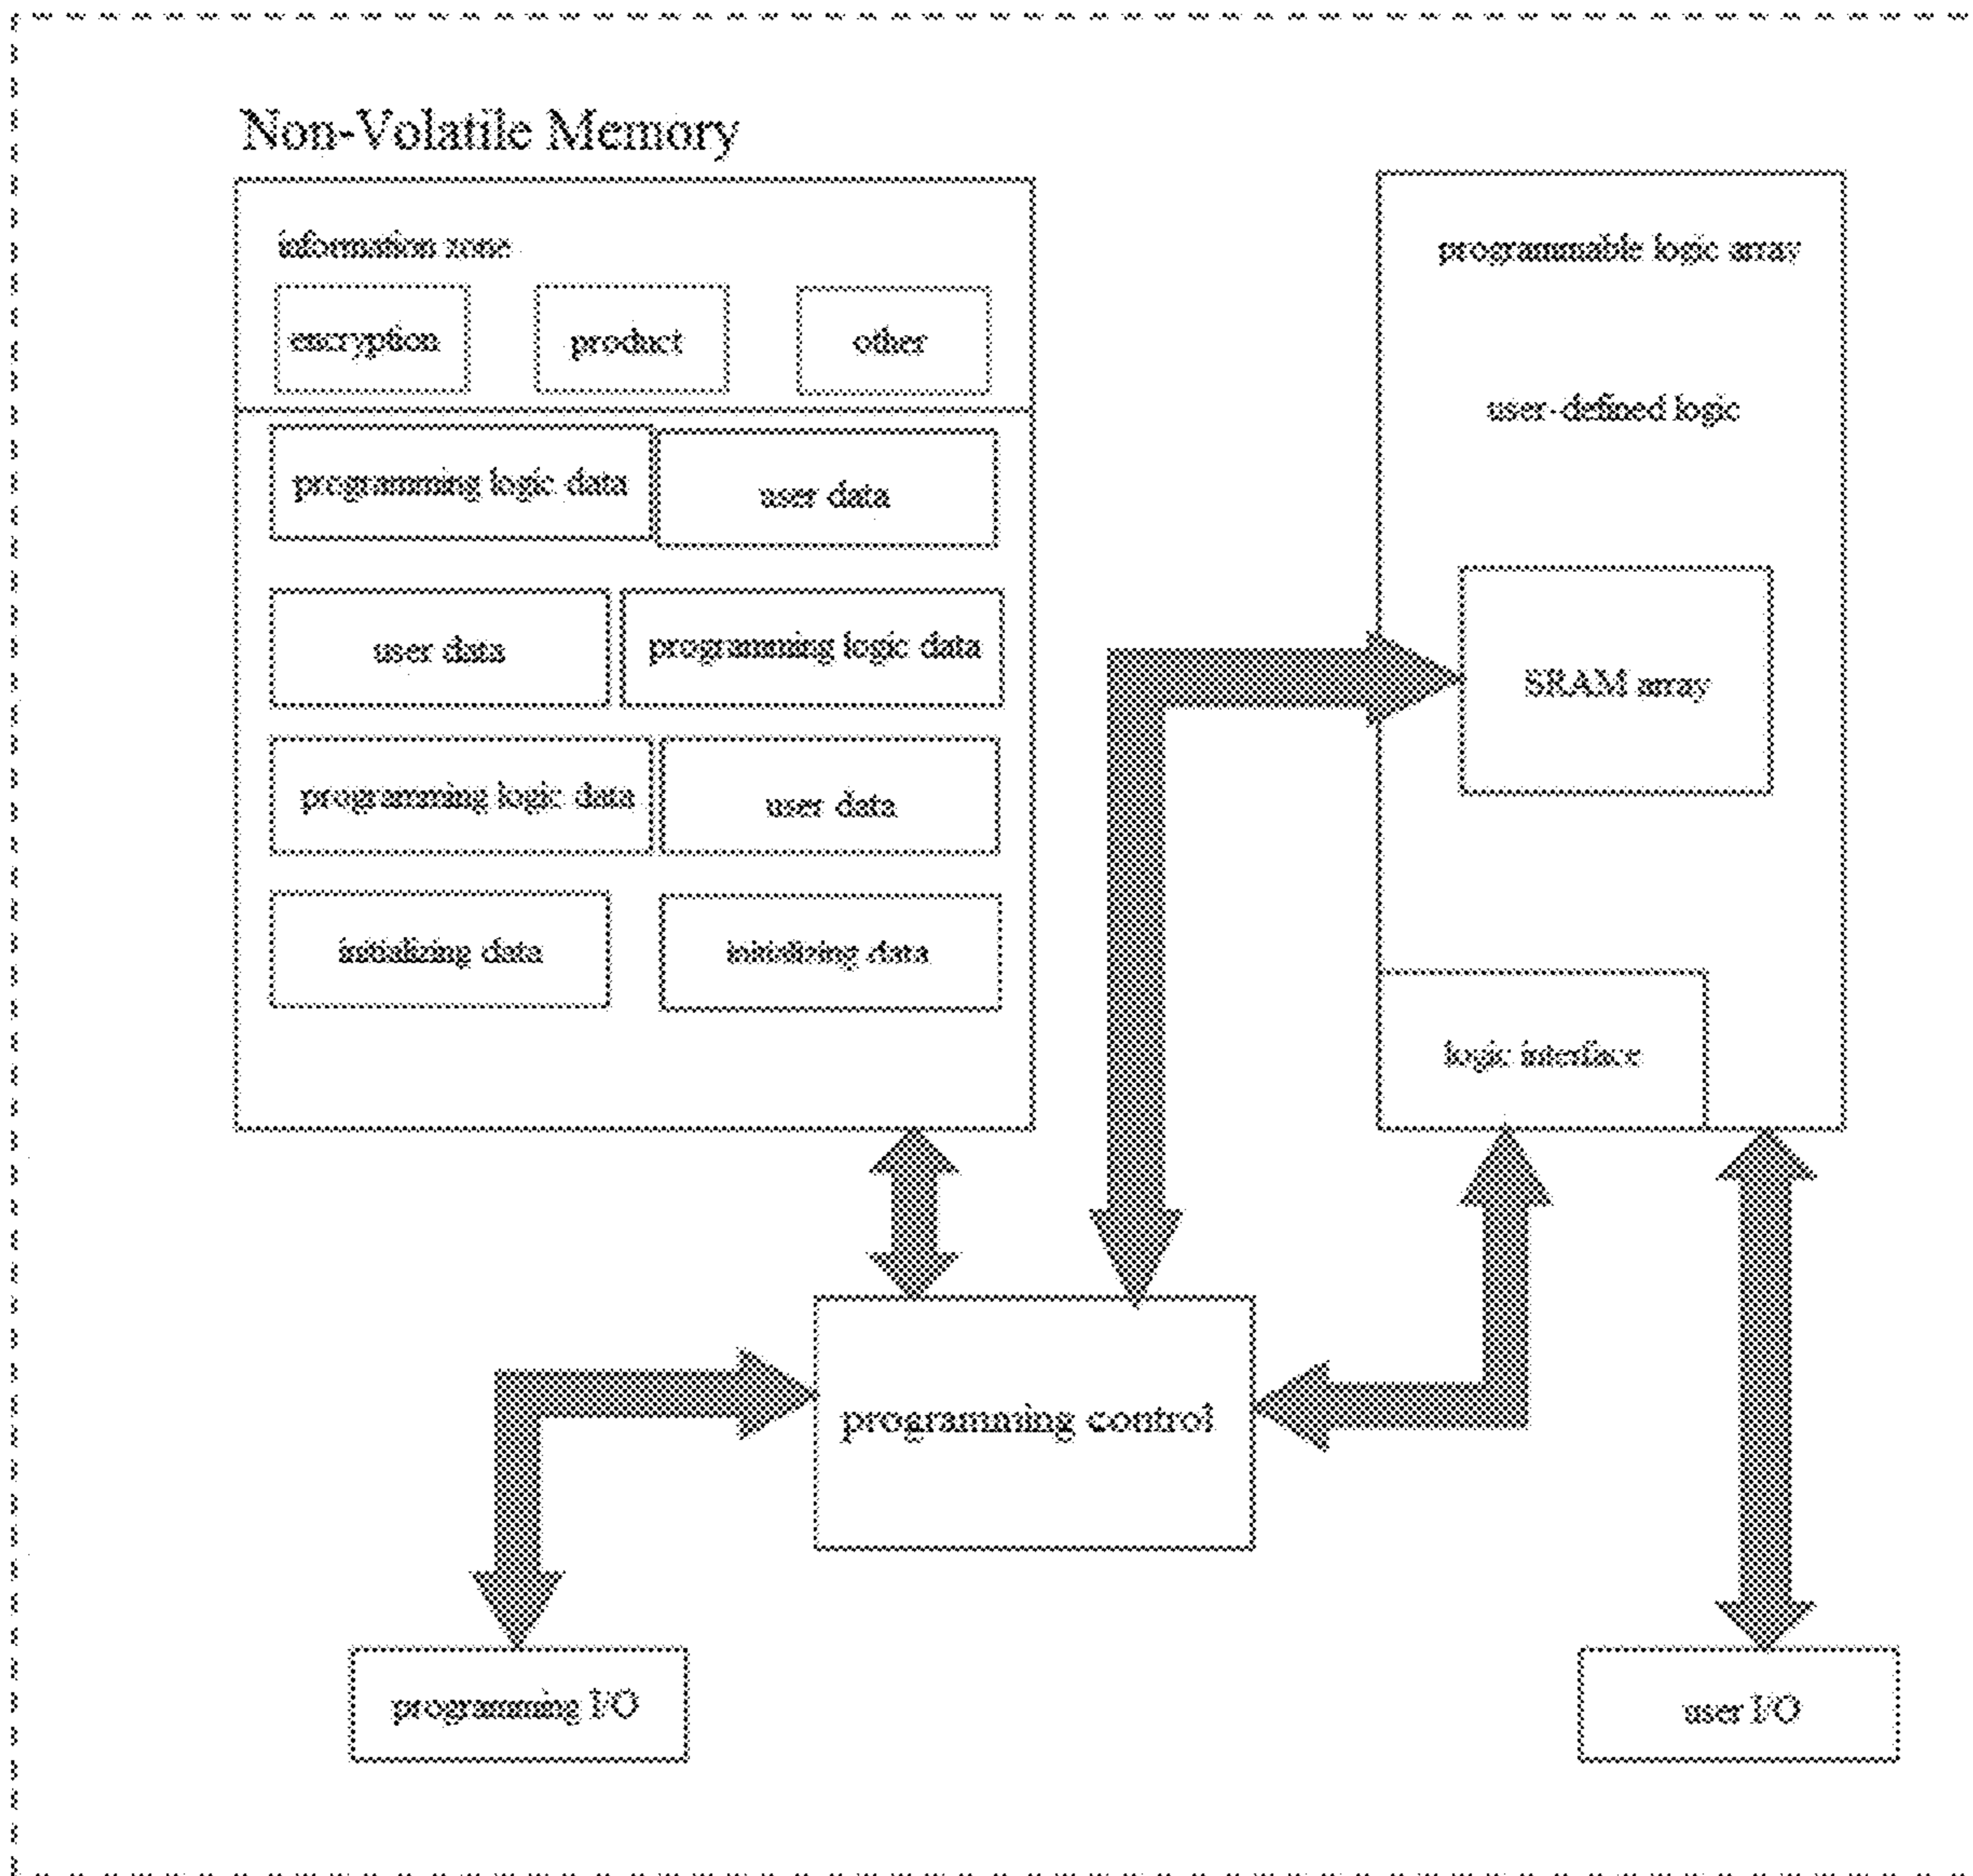 Non-Volatile Memory
information zone
encryption
product
other
programming logic data
user data
user data
programming logic data
programming logic data
user data
initializing data
initializing data
programmable logic array
user-defined logic
SRAM array
logic interface
programming control
programming I/O
user I/O